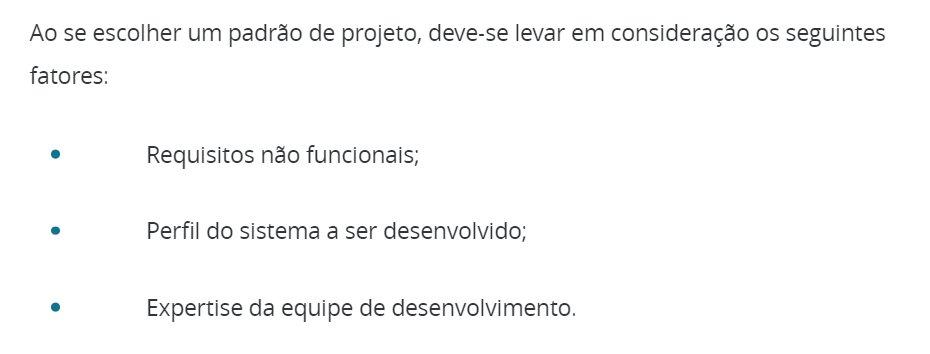 Ao se escolher um padrão de projeto, deve-se levar em consideração os seguintes
fatores:
• Requisitos não funcionais;
• Perfil do sistema a ser desenvolvido;
• Expertise da equipe de desenvolvimento.